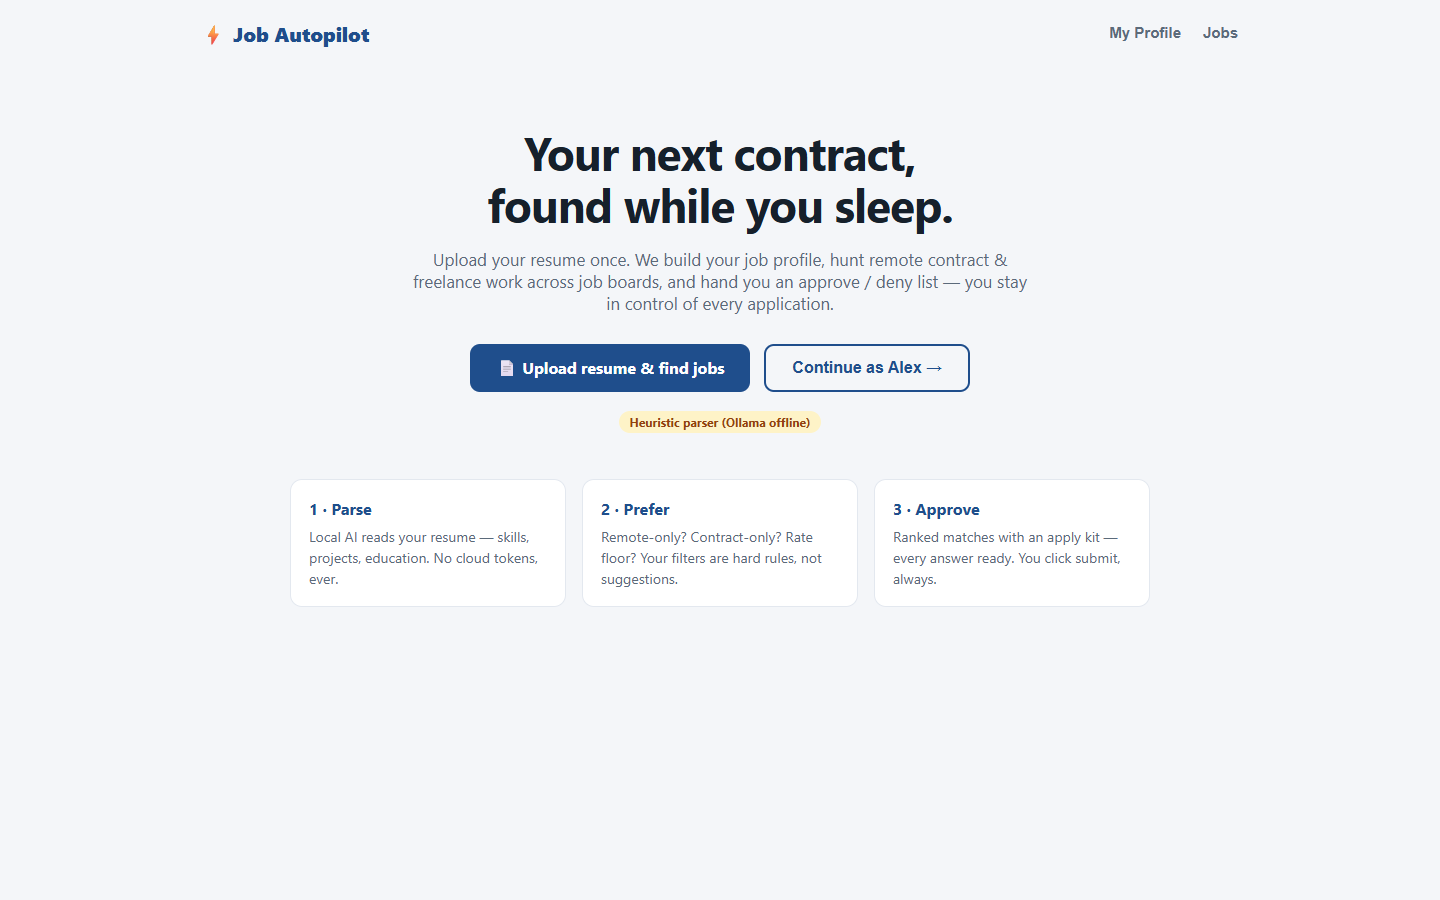 Job Autopilot
My Profile
Jobs
Your next contract,
found while you sleep.
Upload your resume once. We build your job profile, hunt remote contract &
freelance work across job boards, and hand you an approve / deny list — you stay
in control of every application.
Upload resume & find jobs
Continue as Alex →
Heuristic parser (Ollama offline)
1 · Parse
Local AI reads your resume — skills,
projects, education. No cloud tokens,
ever.
2 · Prefer
Remote-only? Contract-only? Rate
floor? Your filters are hard rules, not
suggestions.
3 · Approve
Ranked matches with an apply kit —
every answer ready. You click submit,
always.